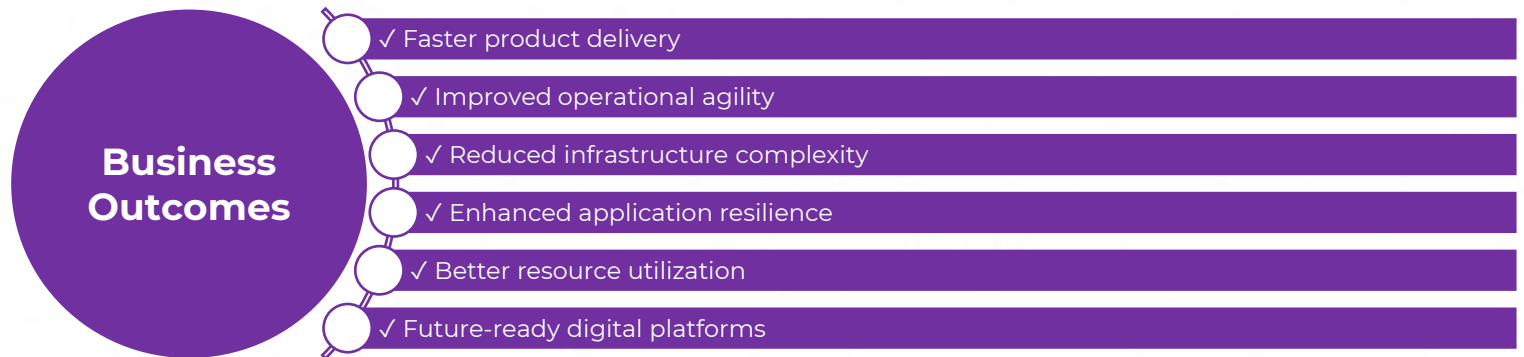 Business
Outcomes
✓ Faster product delivery
✓ Improved operational agility
✓ Reduced infrastructure complexity
✓ Enhanced application resilience
✓ Better resource utilization
✓ Future-ready digital platforms